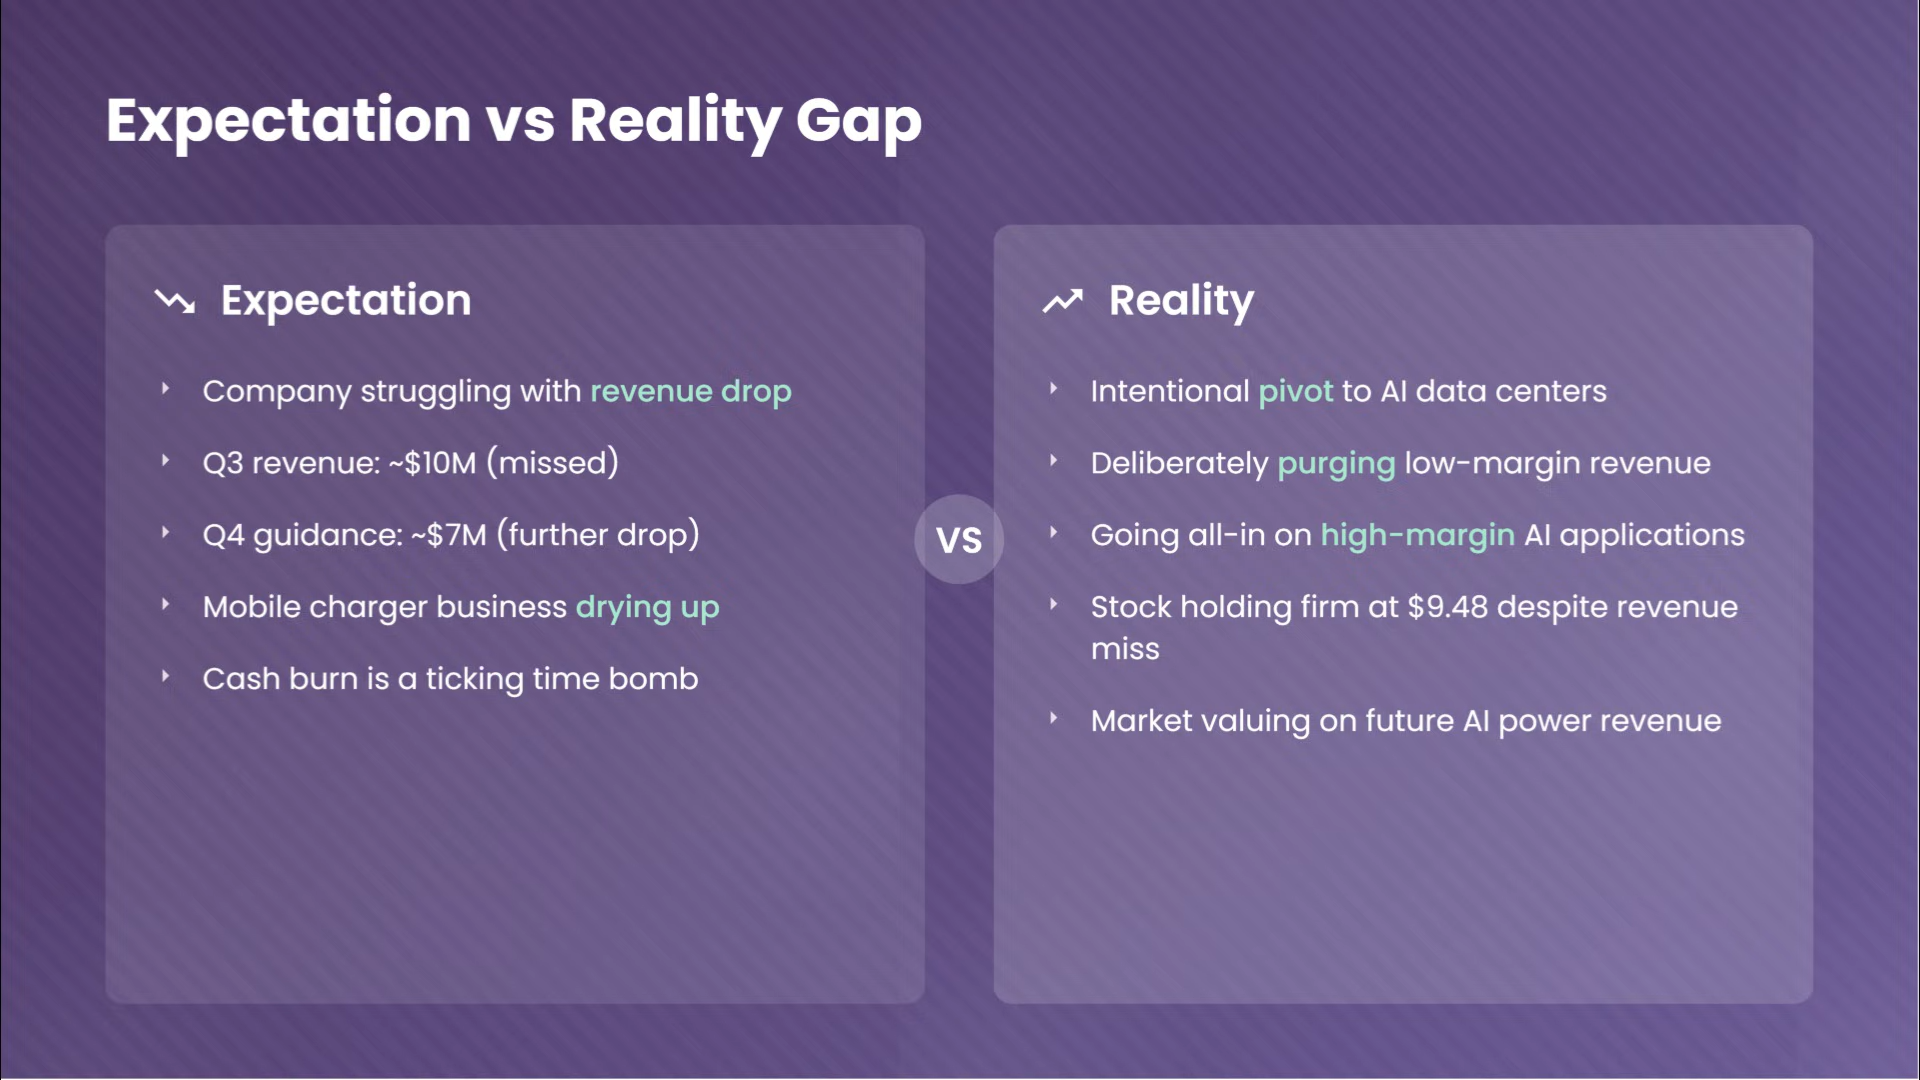 Expectation vs Reality Gap
Expectation
Company struggling with revenue drop
Q3 revenue: ~$10M (missed)
Q4 guidance: ~$7M (further drop)
Mobile charger business drying up
Cash burn is a ticking time bomb
VS
Reality
Intentional pivot to AI data centers
Deliberately purging low-margin revenue
Going all-in on high-margin AI applications
Stock holding firm at $9.48 despite revenue
miss
Market valuing on future AI power revenue